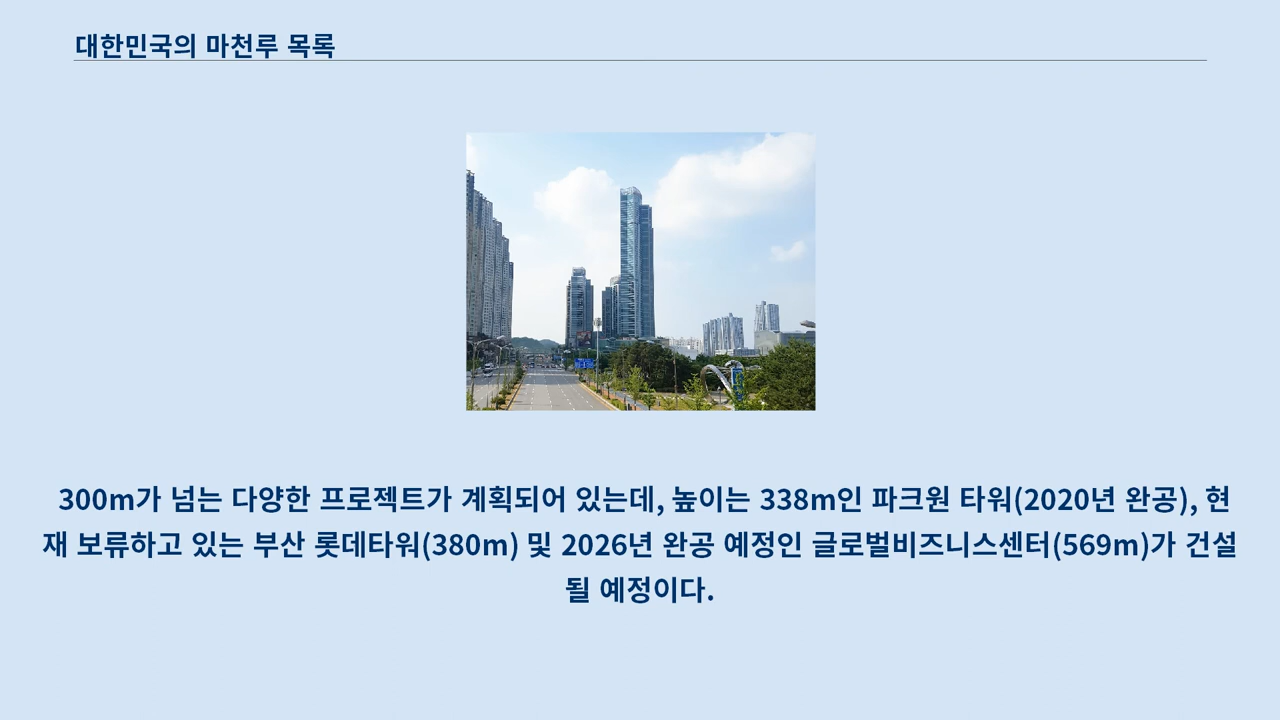 대한민국의 마천루 목록
300m가 넘는 다양한 프로젝트가 계획되어 있는데, 높이는 338m인 파크원 타워(2020년 완공), 현
재 보류하고 있는 부산 롯데타워(380m) 및 2026년 완공 예정인 글로벌비즈니스센터(569m)가 건설
될 예정이다.